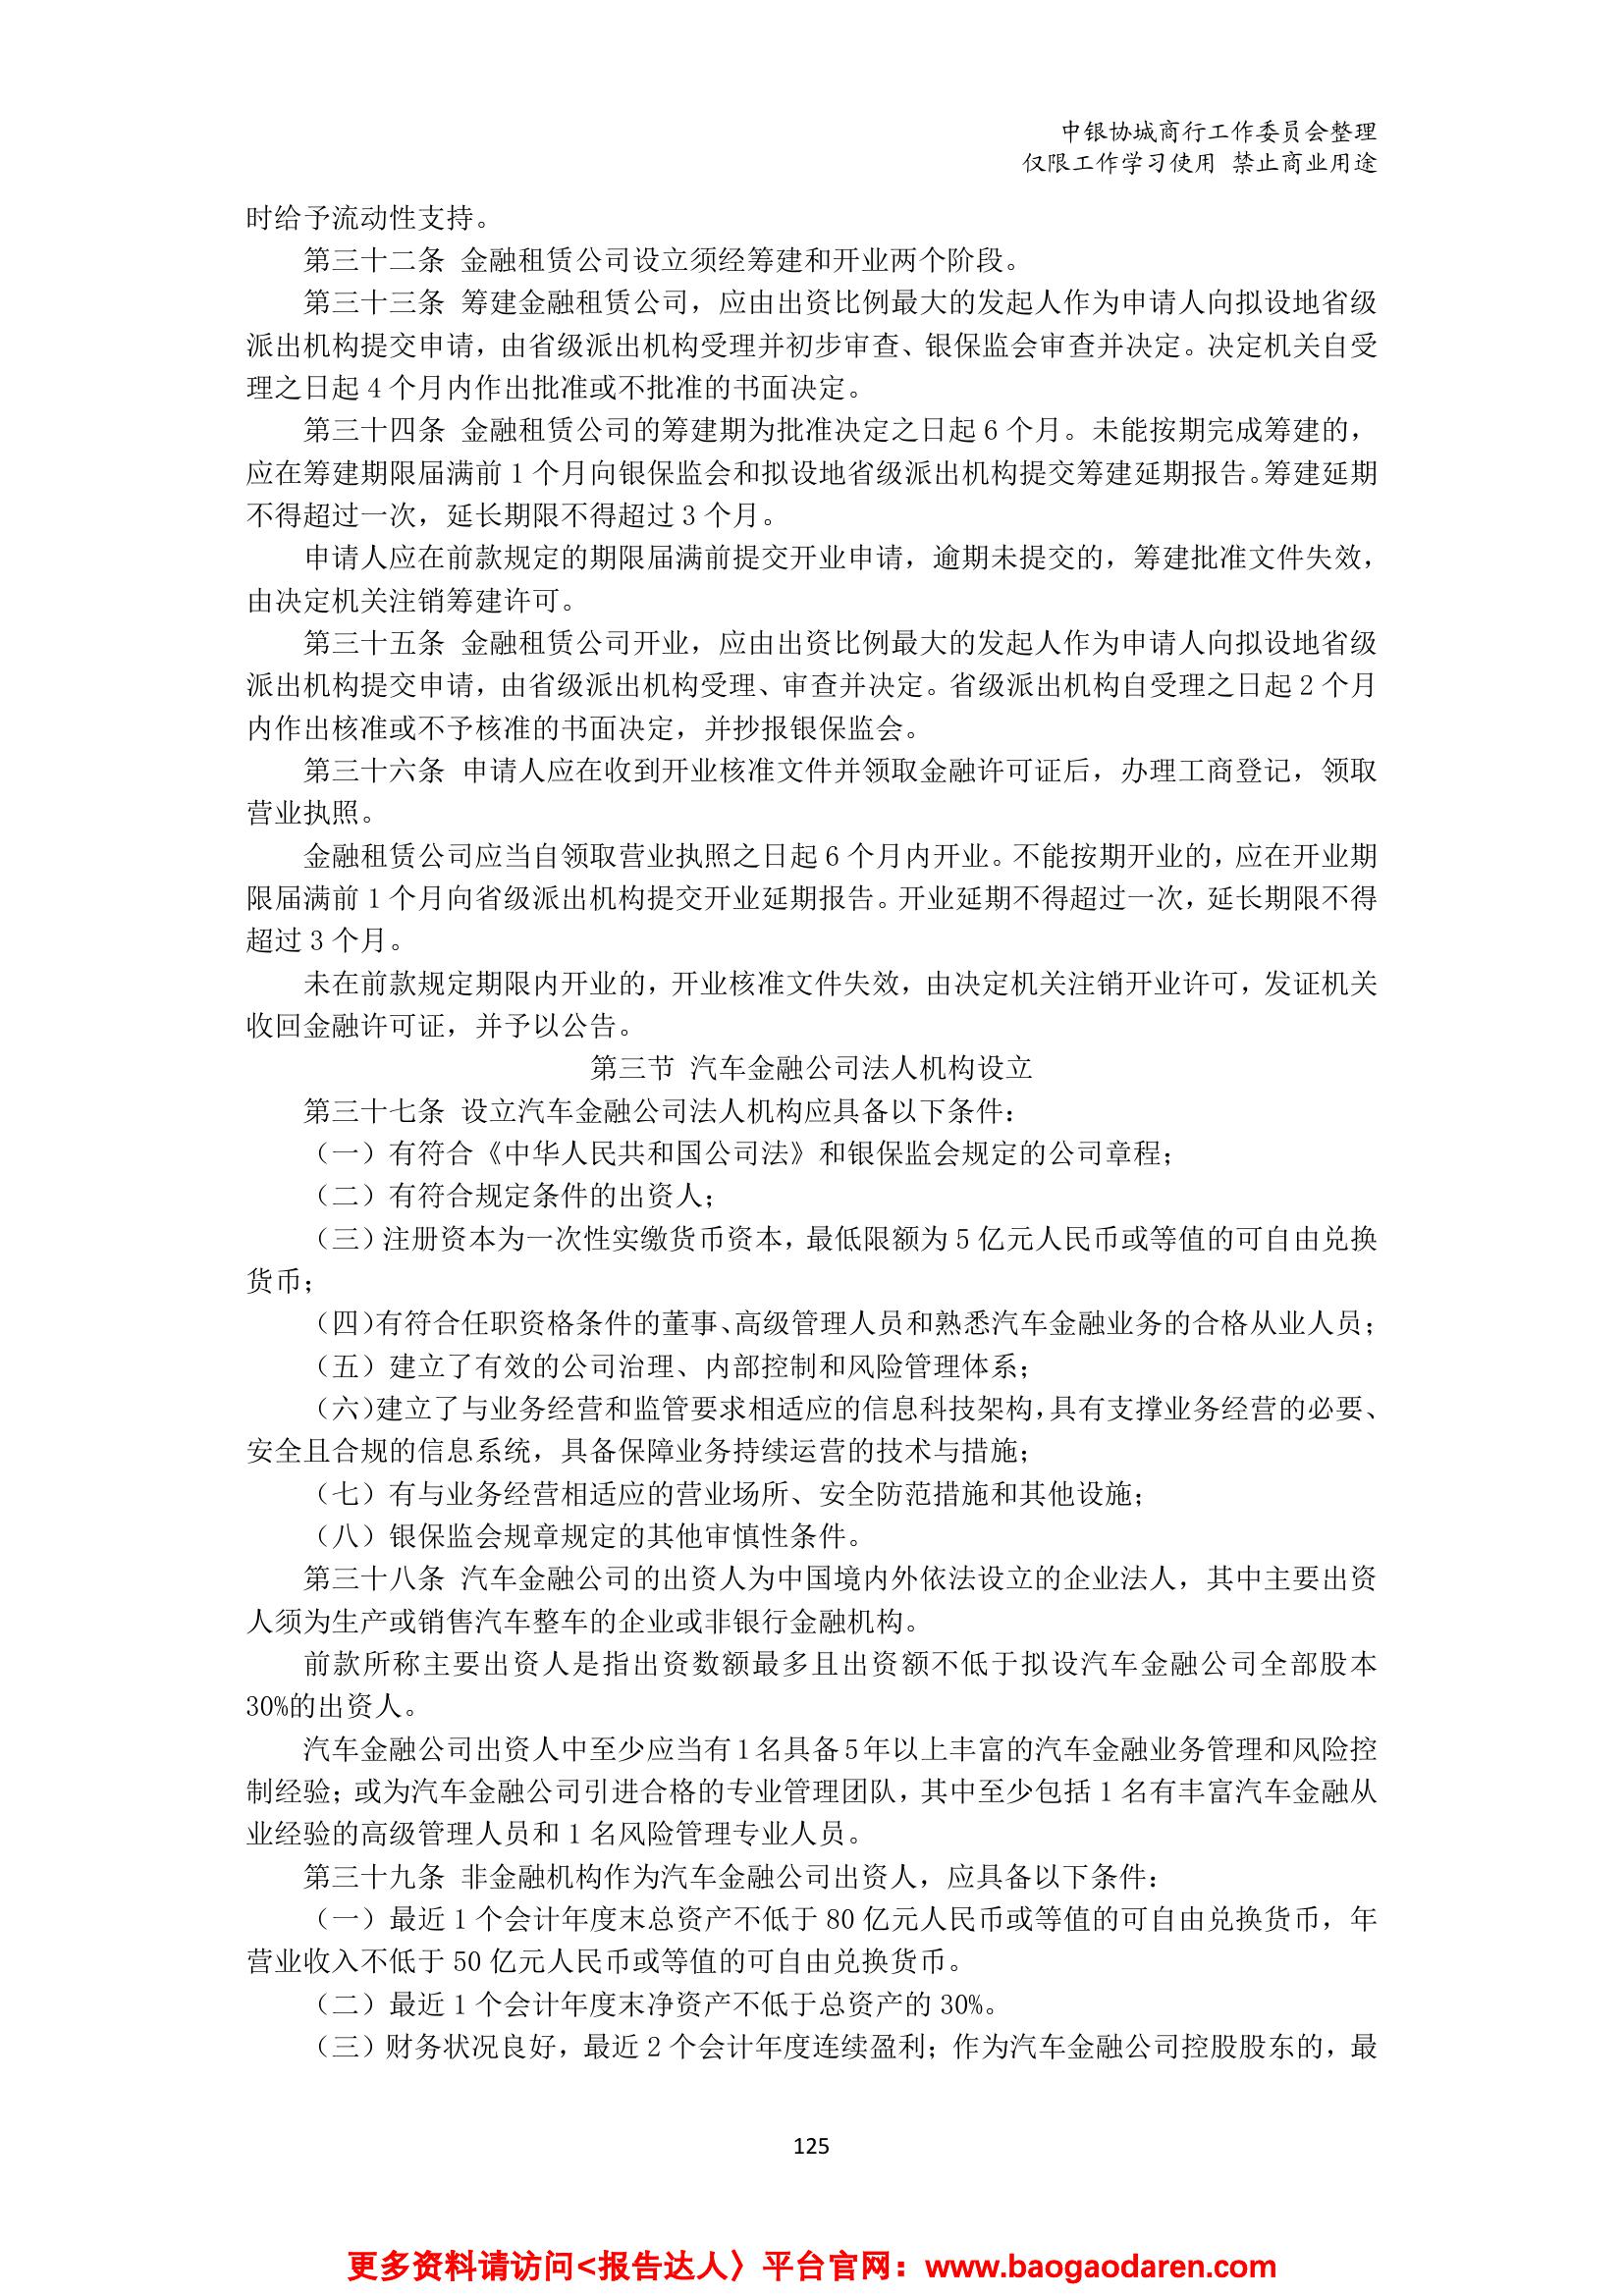 中银协城商行工作委员会整理
仅限工作学习使用 禁止商业用途
时给予流动性支持。
第三十二条 金融租赁公司设立须经筹建和开业两个阶段。
第三十三条 筹建金融租赁公司，应由出资比例最大的发起人作为申请人向拟设地省级
派出机构提交申请，由省级派出机构受理并初步审查、银保监会审查并决定。决定机关自受
理之日起 4 个月内作出批准或不批准的书面决定。
第三十四条 金融租赁公司的筹建期为批准决定之日起 6 个月。未能按期完成筹建的，
应在筹建期限届满前 1 个月向银保监会和拟设地省级派出机构提交筹建延期报告。筹建延期
不得超过一次，延长期限不得超过 3 个月。
申请人应在前款规定的期限届满前提交开业申请，逾期未提交的，筹建批准文件失效，
由决定机关注销筹建许可。
第三十五条 金融租赁公司开业，应由出资比例最大的发起人作为申请人向拟设地省级
派出机构提交申请，由省级派出机构受理、审查并决定。省级派出机构自受理之日起 2 个月
内作出核准或不予核准的书面决定，并抄报银保监会。
第三十六条 申请人应在收到开业核准文件并领取金融许可证后，办理工商登记，领取
营业执照。
金融租赁公司应当自领取营业执照之日起 6 个月内开业。不能按期开业的，应在开业期
限届满前 1 个月向省级派出机构提交开业延期报告。开业延期不得超过一次，延长期限不得
超过 3 个月。
未在前款规定期限内开业的，开业核准文件失效，由决定机关注销开业许可，发证机关
收回金融许可证，并予以公告。
第三节 汽车金融公司法人机构设立
第三十七条 设立汽车金融公司法人机构应具备以下条件：
（一）有符合《中华人民共和国公司法》和银保监会规定的公司章程；
（二）有符合规定条件的出资人；
（三）注册资本为一次性实缴货币资本，最低限额为 5 亿元人民币或等值的可自由兑换
货币；
（四）有符合任职资格条件的董事、高级管理人员和熟悉汽车金融业务的合格从业人员；
（五）建立了有效的公司治理、内部控制和风险管理体系；
（六）建立了与业务经营和监管要求相适应的信息科技架构，具有支撑业务经营的必要、
安全且合规的信息系统，具备保障业务持续运营的技术与措施；
（七）有与业务经营相适应的营业场所、安全防范措施和其他设施；
（八）银保监会规章规定的其他审慎性条件。
第三十八条 汽车金融公司的出资人为中国境内外依法设立的企业法人，其中主要出资
人须为生产或销售汽车整车的企业或非银行金融机构。
前款所称主要出资人是指出资数额最多且出资额不低于拟设汽车金融公司全部股本
30%的出资人。
汽车金融公司出资人中至少应当有 1 名具备 5 年以上丰富的汽车金融业务管理和风险控
制经验；或为汽车金融公司引进合格的专业管理团队，其中至少包括 1 名有丰富汽车金融从
业经验的高级管理人员和 1 名风险管理专业人员。
第三十九条 非金融机构作为汽车金融公司出资人，应具备以下条件：
（一）最近 1 个会计年度末总资产不低于 80 亿元人民币或等值的可自由兑换货币，年
营业收入不低于 50 亿元人民币或等值的可自由兑换货币。
（二）最近 1 个会计年度末净资产不低于总资产的 30%。
（三）财务状况良好，最近 2 个会计年度连续盈利；作为汽车金融公司控股股东的，最
125
更多资料请访问<报告达人〉平台官网：www.baogaodaren.com